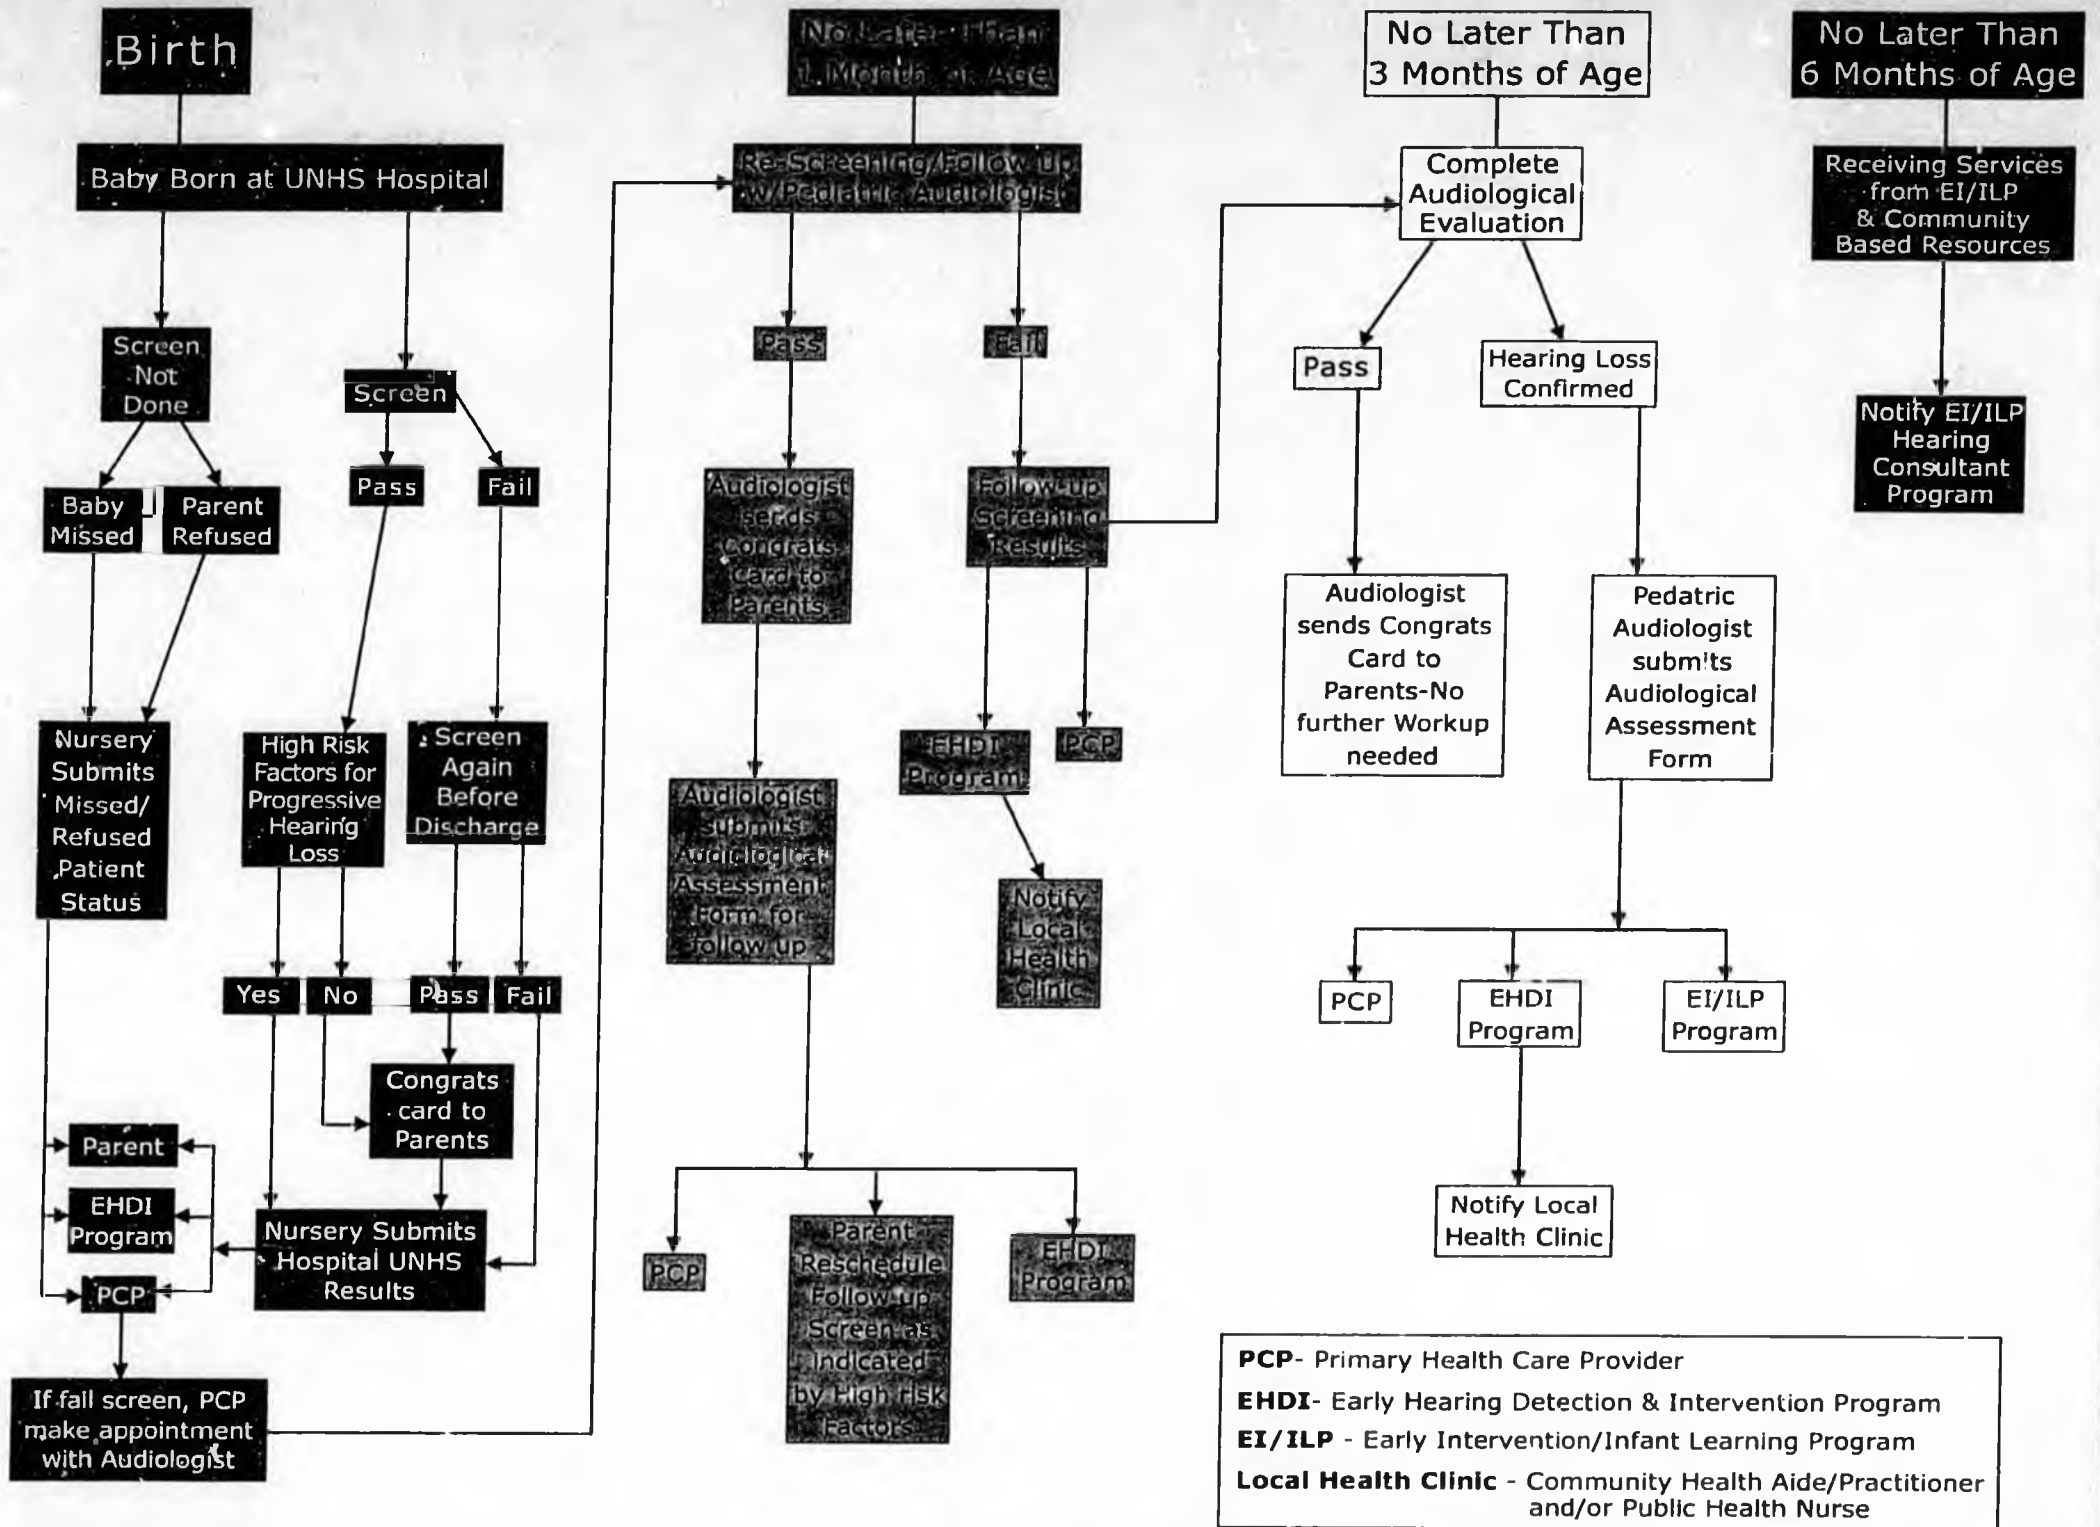 Birth
Baby Born at UNHS Hospital
Screen
Not
Done
Screen
Baby
Missed
Parent
Refused
Pass
Fail
Nursery
Submits
Missed/
Refused
Patient
Status
High Risk
Factors for
Progressive
Hearing
Loss
Screen
Again
Before
Discharge
Yes
No
Pass
Fail
Congrats
card to
Parents
Parent
EHDI
Program
PCP
Nursery Submits
Hospital UNHS
Results
If fail screen, PCP
make appointment
with Audiologist
No Later Than
1 Month of Age
Re-Screening/Follow Up
w/Pediatric Audiologist
Pass
Fail
Audiologist
sends
Congrats
Card to
Parents
Follow-up
Screening
Results
EHDI
Program
PCP
Audiologist
submits
Audiological
Assessment
Form for
follow up
Notify
Local
Health
Clinic
PCP
Parent
Reschedule
Follow-up
Screen as
indicated
by High risk
Factors
EHDI
Program
No Later Than
3 Months of Age
Complete
Audiological
Evaluation
Pass
Hearing Loss
Confirmed
Audiologist
sends Congrats
Card to
Parents-No
further Workup
needed
Pedatric
Audiologist
submits
Audiological
Assessment
Form
PCP
EHDI
Program
EI/ILP
Program
Notify Local
Health Clinic
No Later Than
6 Months of Age
Receiving Services
from EI/ILP
& Community
Based Resources
Notify EI/ILP
Hearing
Consultant
Program
PCP- Primary Health Care Provider
EHDI- Early Hearing Detection & Intervention Program
EI/ILP - Early Intervention/Infant Learning Program
Local Health Clinic - Community Health Aide/Practitioner
and/or Public Health Nurse